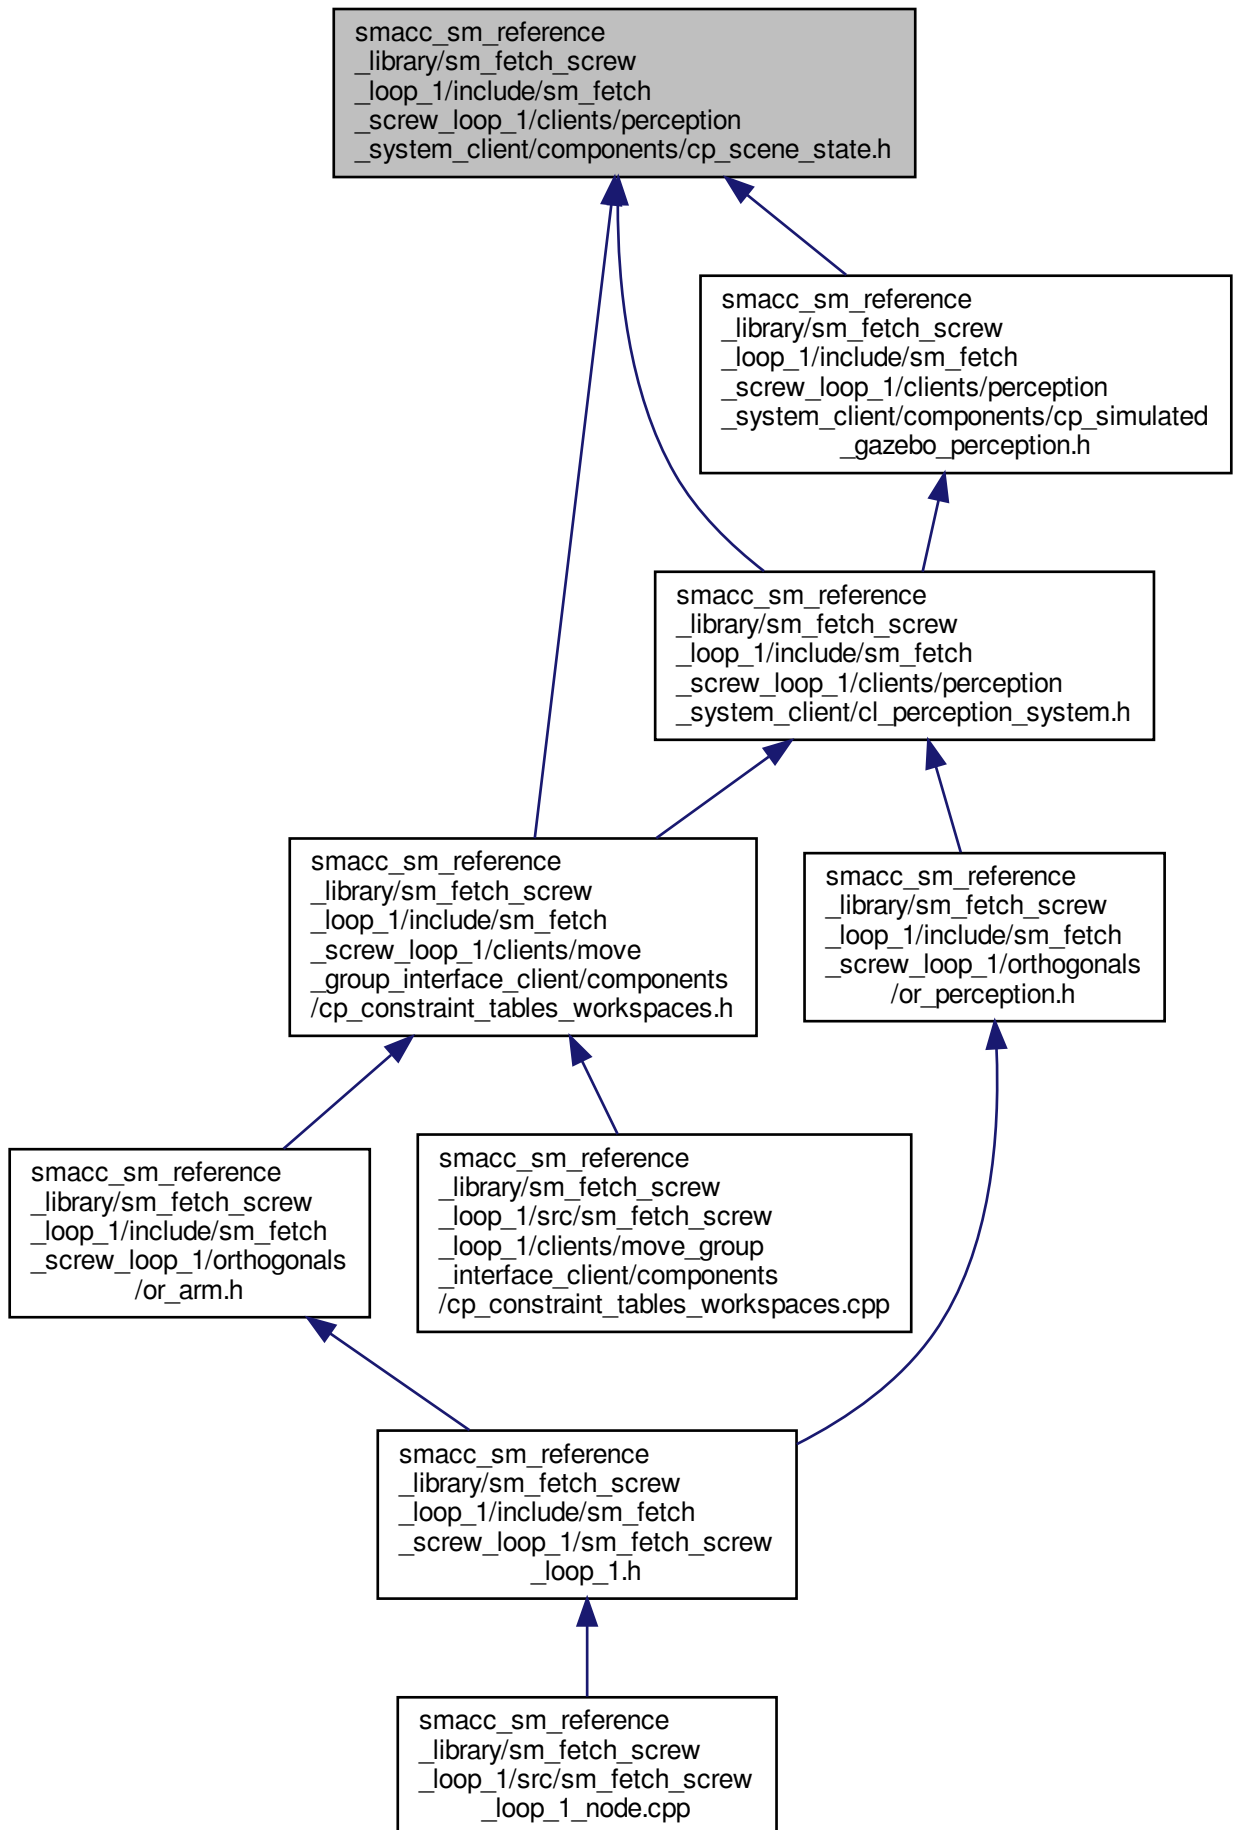 smacc_sm_reference
_library/sm_fetch_screw
_loop_1/include/sm_fetch
_screw_loop_1/clients/perception
_system_client/components/cp_scene_state.h
smacc_sm_reference
_library/sm_fetch_screw
_loop_1/include/sm_fetch
_screw_loop_1/clients/perception
_system_client/components/cp_simulated
_gazebo_perception.h
smacc_sm_reference
_library/sm_fetch_screw
_loop_1/include/sm_fetch
_screw_loop_1/clients/perception
_system_client/cl_perception_system.h
smacc_sm_reference
_library/sm_fetch_screw
_loop_1/include/sm_fetch
_screw_loop_1/clients/move
_group_interface_client/components
/cp_constraint_tables_workspaces.h
smacc_sm_reference
_library/sm_fetch_screw
_loop_1/include/sm_fetch
_screw_loop_1/orthogonals
/or_perception.h
smacc_sm_reference
_library/sm_fetch_screw
_loop_1/include/sm_fetch
_screw_loop_1/orthogonals
/or_arm.h
smacc_sm_reference
_library/sm_fetch_screw
_loop_1/src/sm_fetch_screw
_loop_1/clients/move_group
_interface_client/components
/cp_constraint_tables_workspaces.cpp
smacc_sm_reference
_library/sm_fetch_screw
_loop_1/include/sm_fetch
_screw_loop_1/sm_fetch_screw
_loop_1.h
smacc_sm_reference
_library/sm_fetch_screw
_loop_1/src/sm_fetch_screw
_loop_1_node.cpp